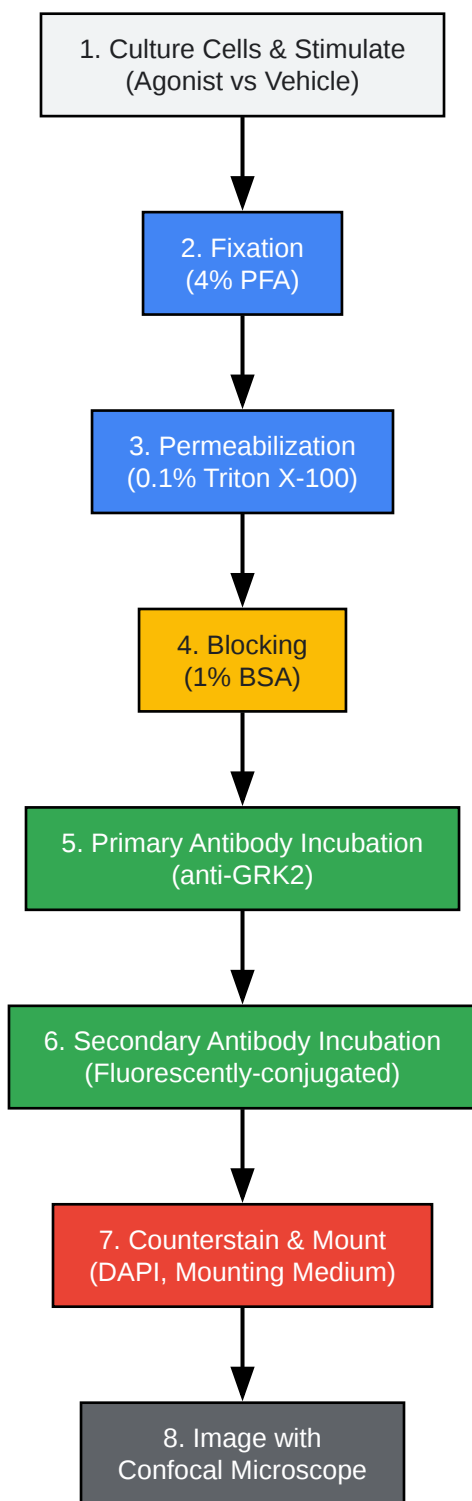 1. Culture Cells & Stimulate
(Agonist vs Vehicle)
2. Fixation
(4% PFA)
3. Permeabilization
(0.1% Triton X-100)
4. Blocking
(1% BSA)
5. Primary Antibody Incubation
(anti-GRK2)
6. Secondary Antibody Incubation
(Fluorescently-conjugated)
7. Counterstain & Mount
(DAPI, Mounting Medium)
8. Image with
Confocal Microscope